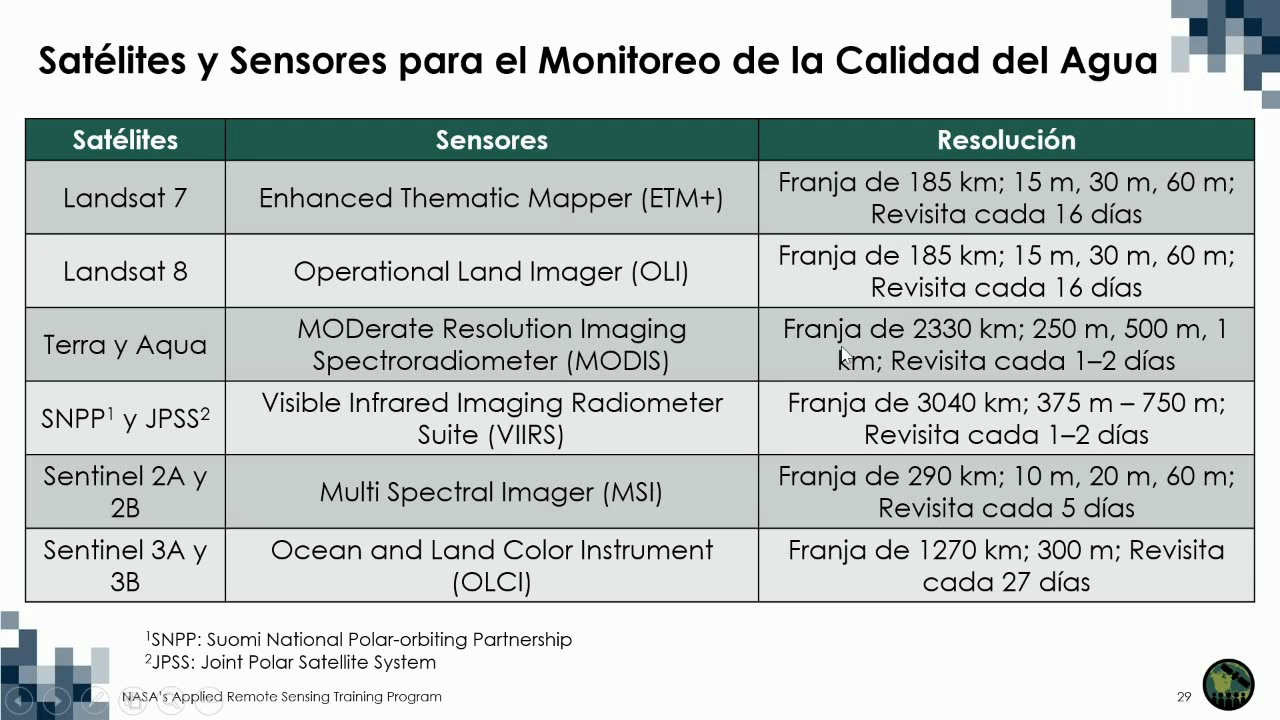 Satélites y Sensores para el Monitoreo de la Calidad del Agua
Satélites
Sensores
Resolución
Landsat 7
Enhanced Thematic Mapper (ETM+)
Franja de 185 km; 15 m, 30 m, 60 m;
Revisita cada 16 días
Landsat 8
Operational Land Imager (OLI)
Franja de 185 km; 15 m, 30 m, 60 m;
Revisita cada 16 días
Terra y Aqua
MODerate Resolution Imaging
Spectroradiometer (MODIS)
Franja de 2330 km; 250 m, 500 m, 1
km; Revisita cada 1–2 días
SNPP¹ y JPSS²
Visible Infrared Imaging Radiometer
Suite (VIIRS)
Franja de 3040 km; 375 m – 750 m;
Revisita cada 1–2 días
Sentinel 2A y
2B
Multi Spectral Imager (MSI)
Franja de 290 km; 10 m, 20 m, 60 m;
Revisita cada 5 días
Sentinel 3A y
3B
Ocean and Land Color Instrument
(OLCI)
Franja de 1270 km; 300 m; Revisita
cada 27 días
¹SNPP: Suomi National Polar-orbiting Partnership
²JPSS: Joint Polar Satellite System
NASA's Applied Remote Sensing Training Program
29